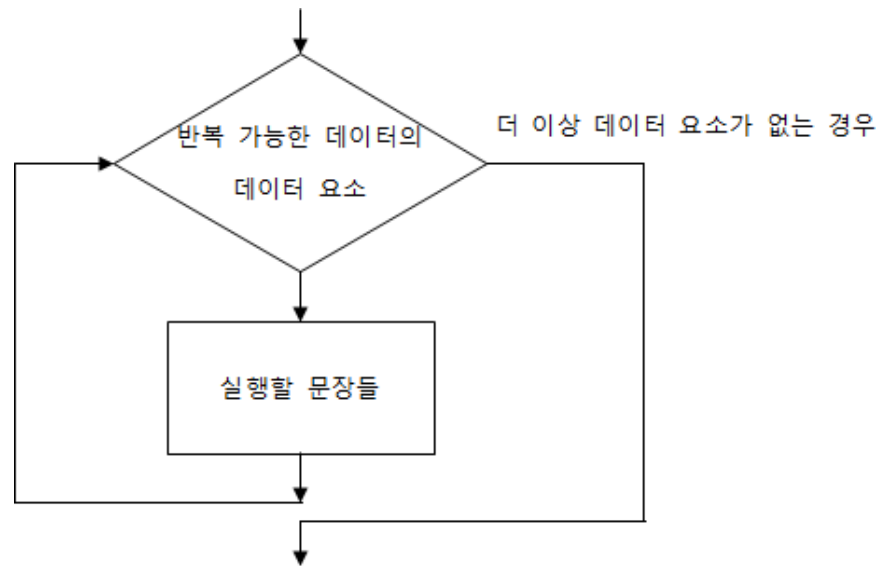 반복 가능한 데이터의
데이터 요소
더 이상 데이터 요소가 없는 경우
실행할 문장들